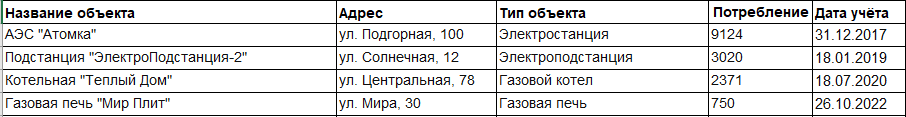 Название объекта Адрес Тип объекта Потребление Дата учёта
АЭС "Атомка" ул. Подгорная, 100 Электростанция 9124 31.12.2017
Подстанция "ЭлектроПодстанция-2" ул. Солнечная, 12 Электроподстанция 3020 18.01.2019
Котельная "Теплый Дом" ул. Центральная, 78 Газовой котел 2371 18.07.2020
Газовая печь "Мир Плит" ул. Мира, 30 Газовая печь 750 26.10.2022